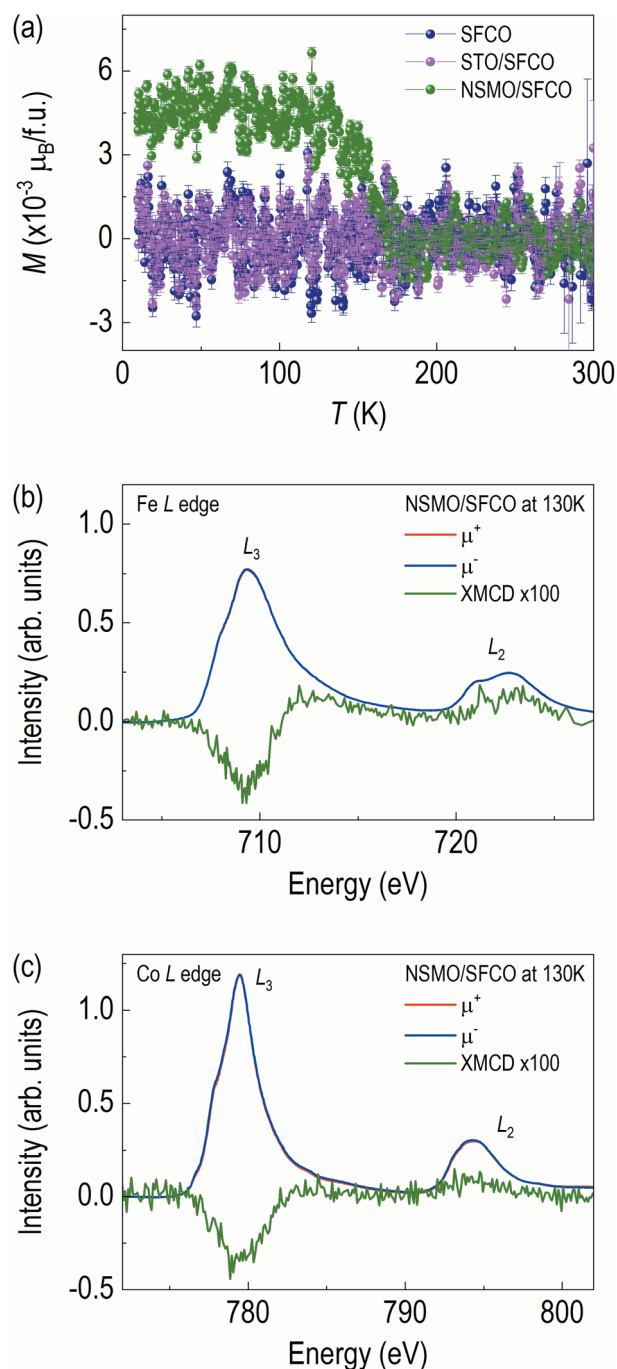 (a)
SFCO
STO/SFCO
NSMO/SFCO
M (x10⁻³ μB/f.u.)
6
3
0
-3
0 100 200 300
T (K)
(b)
Fe L edge
NSMO/SFCO at 130K
μ⁺
μ⁻
XMCD x100
L₃
L₂
Intensity (arb. units)
1.0
0.5
0.0
-0.5
710 720
Energy (eV)
(c)
Co L edge
NSMO/SFCO at 130K
μ⁺
μ⁻
XMCD x100
L₃
L₂
Intensity (arb. units)
1.0
0.5
0.0
-0.5
780 790 800
Energy (eV)